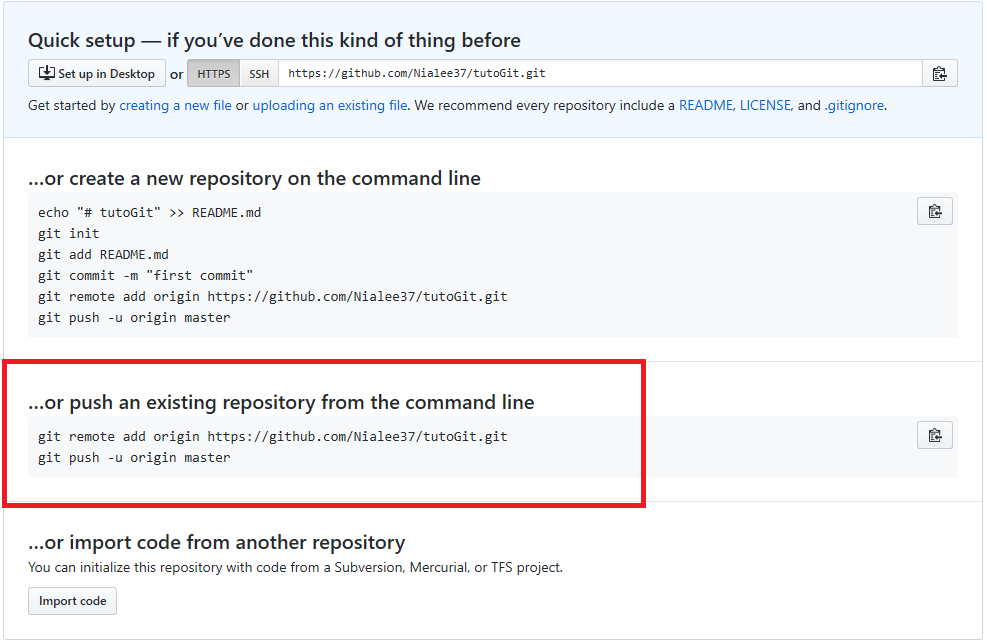 Quick setup — if you’ve done this kind of thing before
Set up in Desktop or HTTPS SSH https://github.com/Nialee37/tutoGit.git
Get started by creating a new file or uploading an existing file. We recommend every repository include a README, LICENSE, and .gitignore.
...or create a new repository on the command line
echo "# tutoGit" >> README.md
git init
git add README.md
git commit -m "first commit"
git remote add origin https://github.com/Nialee37/tutoGit.git
git push -u origin master
...or push an existing repository from the command line
git remote add origin https://github.com/Nialee37/tutoGit.git
git push -u origin master
...or import code from another repository
You can initialize this repository with code from a Subversion, Mercurial, or TFS project.
Import code